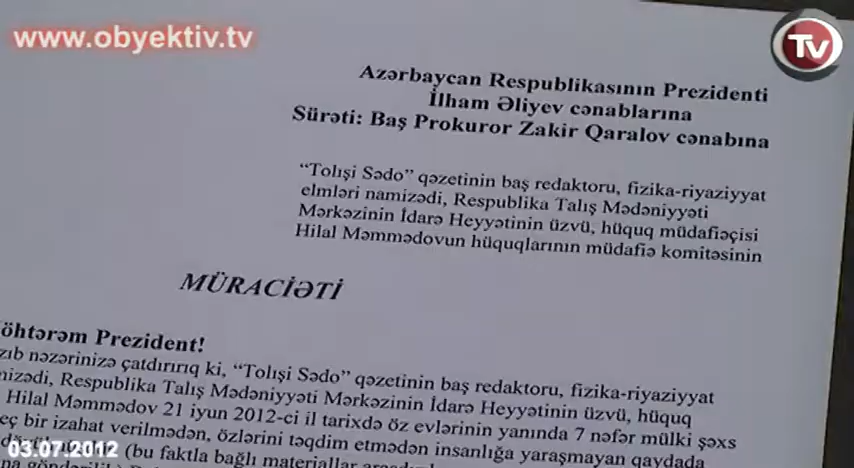 www.obyektiv.tv
Tv
Azərbaycan Respublikasının Prezidenti
İlham Əliyev cənablarına
Sürəti: Baş Prokuror Zakir Qaralov cənabına
“Tolışi Sədo” qəzetinin baş redaktoru, fizika-riyaziyyat
elmləri namizədi, Respublika Talış Mədəniyyəti
Mərkəzinin İdarə Heyyətinin üzvü, hüquq müdafiəçisi
Hilal Məmmədovun hüquqlarının müdafiə komitəsinin
MÜRACİƏTİ
öhtərəm Prezident!
zıb nəzərinizə çatdırırıq ki, “Tolışi Sədo” qəzetinin baş redaktoru, fizika-riyaziyyat
mizədi, Respublika Talış Mədəniyyəti Mərkəzinin İdarə Heyyətinin üzvü, hüquq
Hilal Məmmədov 21 iyun 2012-ci il tarixdə öz evlərinin yanında 7 nəfər mülki şəxs
eç bir izahat verilmədən, özlərini təqdim etmədən insanlığa yaraşmayan qaydada
(bu faktla bağlı materiallar
03.07.2012